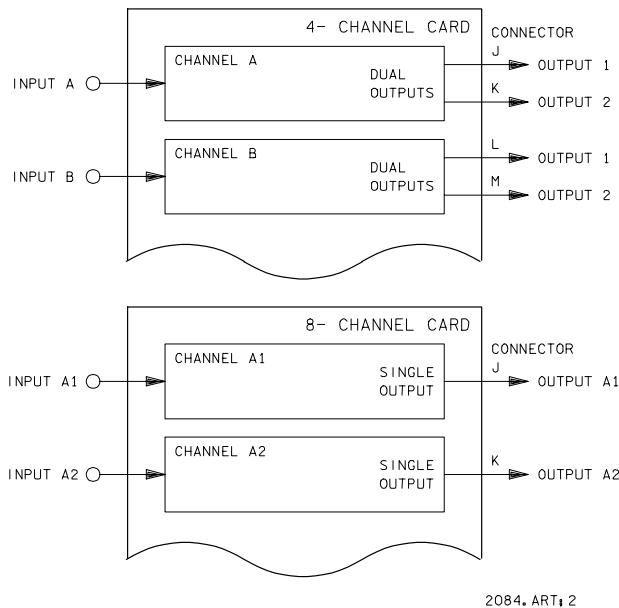 4- CHANNEL CARD
CONNECTOR
CHANNEL A
J
INPUT A
DUAL
OUTPUTS
OUTPUT 1
K
OUTPUT 2
CHANNEL B
L
INPUT B
DUAL
OUTPUTS
OUTPUT 1
M
OUTPUT 2
8- CHANNEL CARD
CONNECTOR
CHANNEL A1
J
INPUT A1
SINGLE
OUTPUT
OUTPUT A1
CHANNEL A2
K
INPUT A2
SINGLE
OUTPUT
OUTPUT A2
2084.ART;2